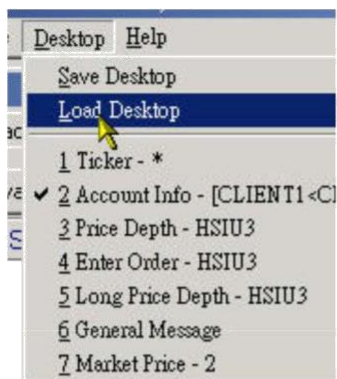 Desktop Help
Save Desktop
Load Desktop
1 Ticker - *
✔ 2 Account Info - [CLIENT1<C
3 Price Depth - HSIU3
4 Enter Order - HSIU3
5 Long Price Depth - HSIU3
6 General Message
7 Market Price - 2